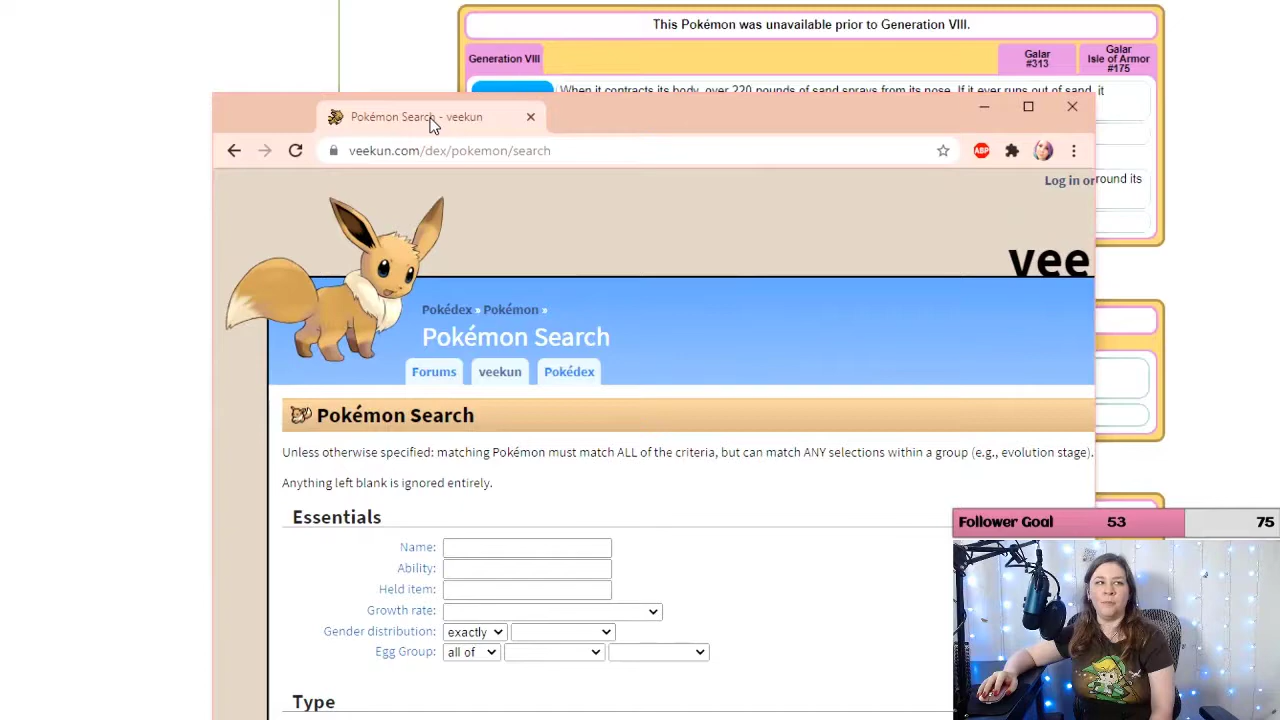 This Pokémon was unavailable prior to Generation VIII.
Generation VIII
Galar
#313
Galar
Isle of Armor
#175
When it contracts its body, over 220 pounds of sand sprays from its nose. If it ever runs out of sand, it
Pokémon Search - veekun
veekun.com/dex/pokemon/search
ABP
Log in or
round its
vee
Pokédex » Pokémon »
Pokémon Search
Forums
veekun
Pokédex
Pokémon Search
Unless otherwise specified: matching Pokémon must match ALL of the criteria, but can match ANY selections within a group (e.g., evolution stage).
Anything left blank is ignored entirely.
Essentials
Name:
Ability:
Held item:
Growth rate:
Gender distribution: exactly
Egg Group: all of
Type
Follower Goal 53 75